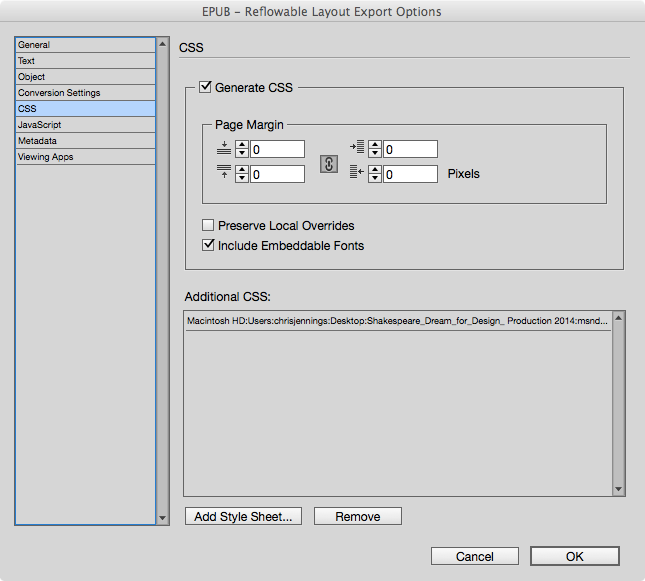 EPUB – Reflowable Layout Export Options
General
Text
Object
Conversion Settings
CSS
JavaScript
Metadata
Viewing Apps
CSS
Generate CSS
Page Margin
0
0
0
0
Pixels
Preserve Local Overrides
Include Embeddable Fonts
Additional CSS:
Macintosh HD:Users:chrisjennings:Desktop:Shakespeare_Dream_for_Design_ Production 2014:msnd...
Add Style Sheet...
Remove
Cancel
OK